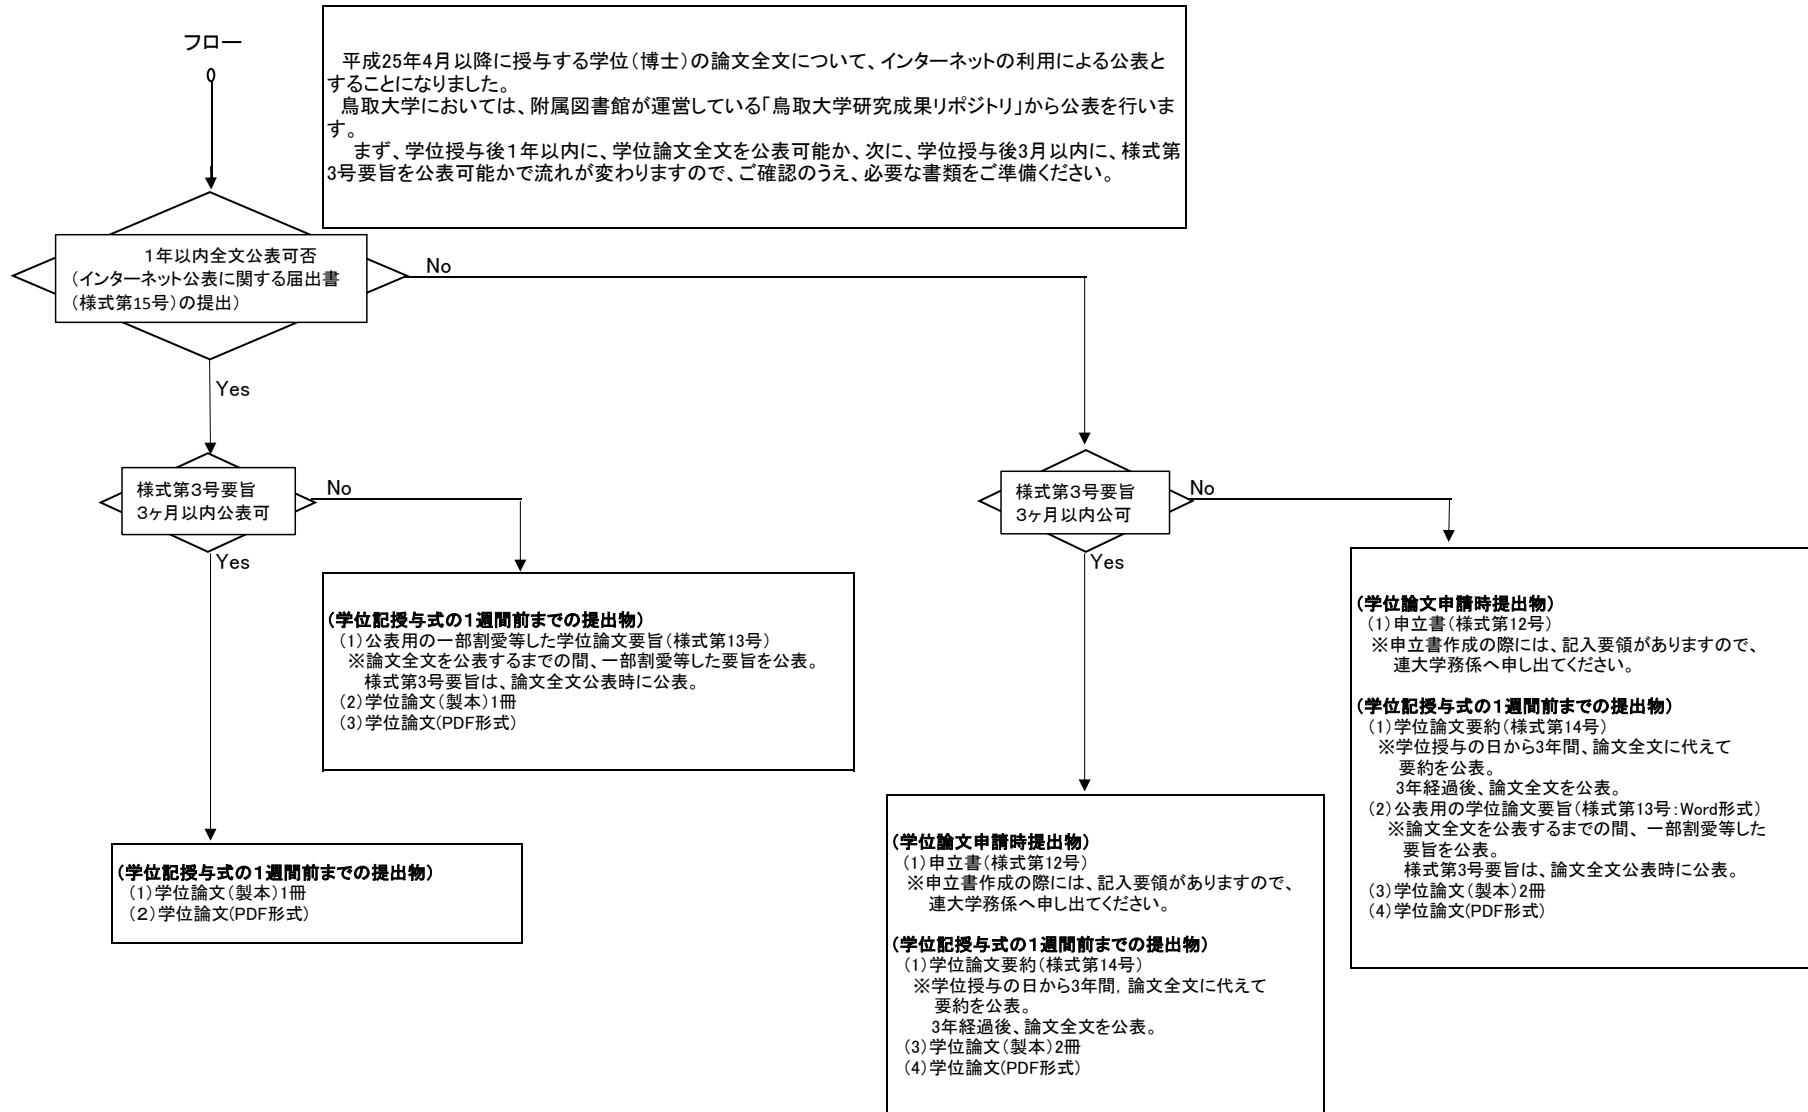 フロー
平成25年4月以降に授与する学位(博士)の論文全文について、インターネットの利用による公表と
することになりました。
鳥取大学においては、附属図書館が運営している「鳥取大学研究成果リポジトリ」から公表を行いま
す。
まず、学位授与後1年以内に、学位論文全文を公表可能か、次に、学位授与後3月以内に、様式第
3号要旨を公表可能かで流れが変わりますので、ご確認のうえ、必要な書類をご準備ください。
1年以内全文公表可否
(インターネット公表に関する届出書
(様式第15号)の提出)
No
Yes
様式第3号要旨
3ヶ月以内公表可
No
Yes
様式第3号要旨
3ヶ月以内公可
No
Yes
(学位記授与式の1週間前までの提出物)
(1)公表用の一部割愛等した学位論文要旨(様式第13号)
※論文全文を公表するまでの間、一部割愛等した要旨を公表。
様式第3号要旨は、論文全文公表時に公表。
(2)学位論文(製本)1冊
(3)学位論文(PDF形式)
(学位記授与式の1週間前までの提出物)
(1)学位論文(製本)1冊
(2)学位論文(PDF形式)
(学位論文申請時提出物)
(1)申立書(様式第12号)
※申立書作成の際には、記入要領がありますので、
連大学務係へ申し出てください。
(学位記授与式の1週間前までの提出物)
(1)学位論文要約(様式第14号)
※学位授与の日から3年間, 論文全文に代えて
要約を公表。
3年経過後、論文全文を公表。
(3)学位論文(製本)2冊
(4)学位論文(PDF形式)
(学位論文申請時提出物)
(1)申立書(様式第12号)
※申立書作成の際には、記入要領がありますので、
連大学務係へ申し出てください。
(学位記授与式の1週間前までの提出物)
(1)学位論文要約(様式第14号)
※学位授与の日から3年間、論文全文に代えて
要約を公表。
3年経過後、論文全文を公表。
(2)公表用の学位論文要旨(様式第13号:Word形式)
※論文全文を公表するまでの間、一部割愛等した
要旨を公表。
様式第3号要旨は、論文全文公表時に公表。
(3)学位論文(製本)2冊
(4)学位論文(PDF形式)